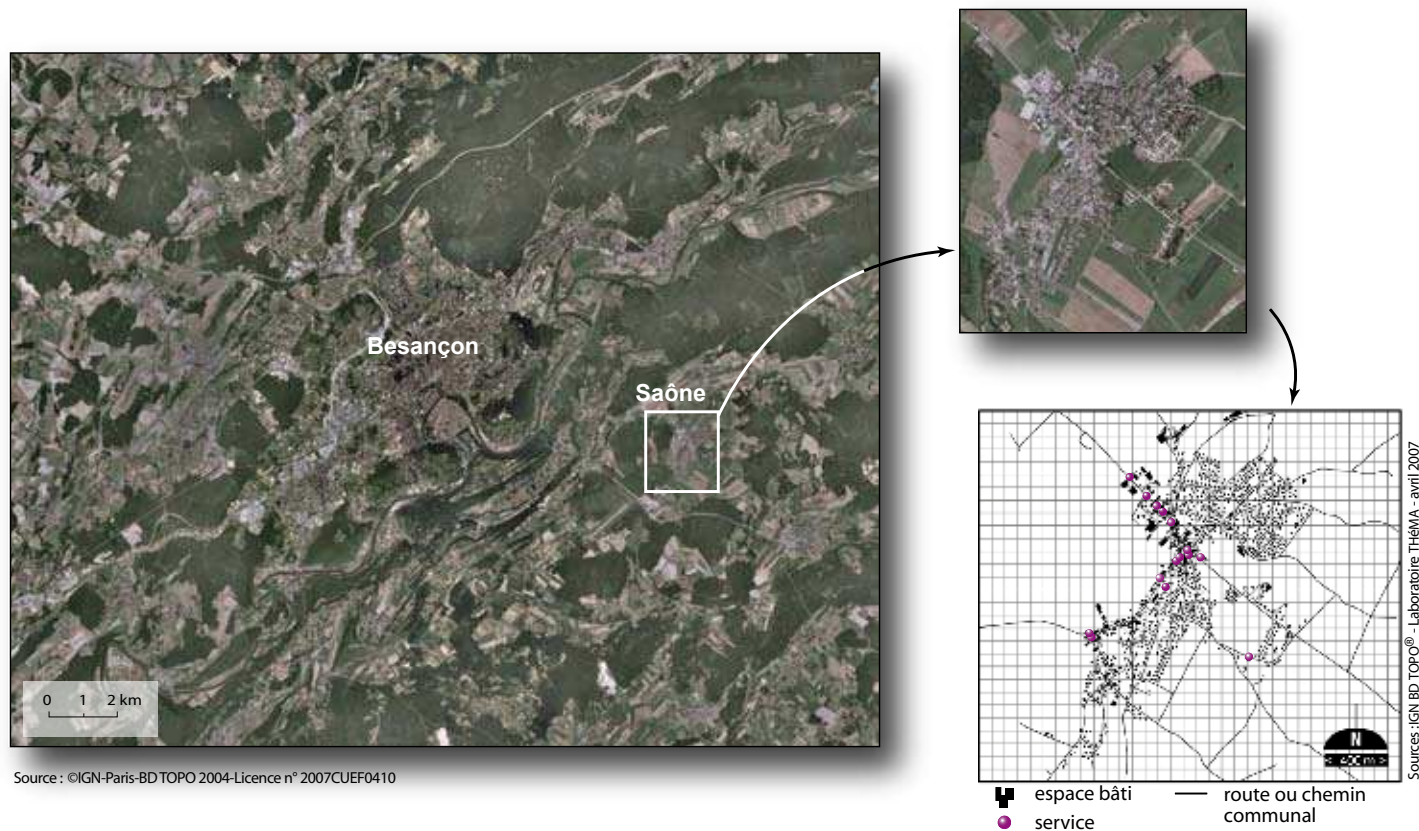 Besançon
Saône
0 1 2 km
Source : ©IGN-Paris-BD TOPO 2004-Licence n° 2007CUEF0410
N
< 400 m >
Sources :IGN BD TOPO® - Laboratoire THéMA - avril 2007
espace bâti
service
route ou chemin
communal